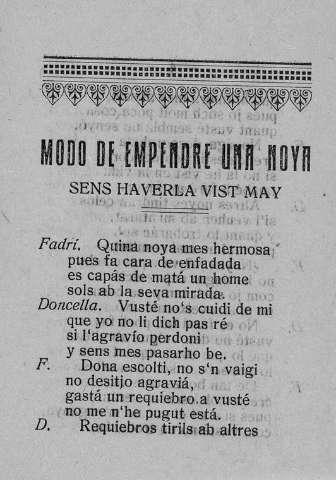 MODO DE EMPENDRE UNA NOYA
SENS HAVERLA VIST MAY
Fadrí. Quina noya mes hermosa
pues fa cara de enfadada
es capás de matá un home
sols ab la seva mirada.
Doncella. Vusté no's cuidi de mi
que yo no li dich pas ré
si l'agravío perdoni
y sens mes pasarho be.
F. Dona escolti, no s'n vaigi
no desitjo agraviá,
gastá un requiebro a vusté
no me n'he pugut está.
D. Requiebros tirils ab altres